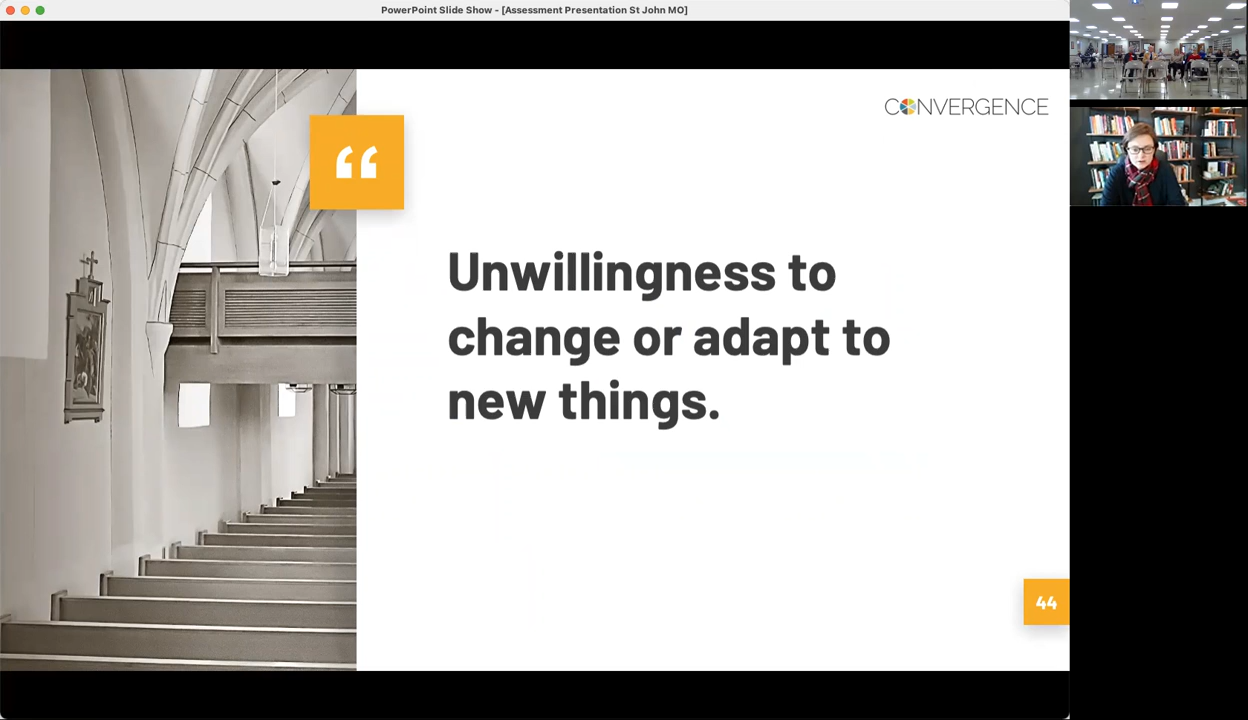 PowerPoint Slide Show - [Assessment Presentation St John MO]
CONVERGENCE
“
Unwillingness to
change or adapt to
new things.
44